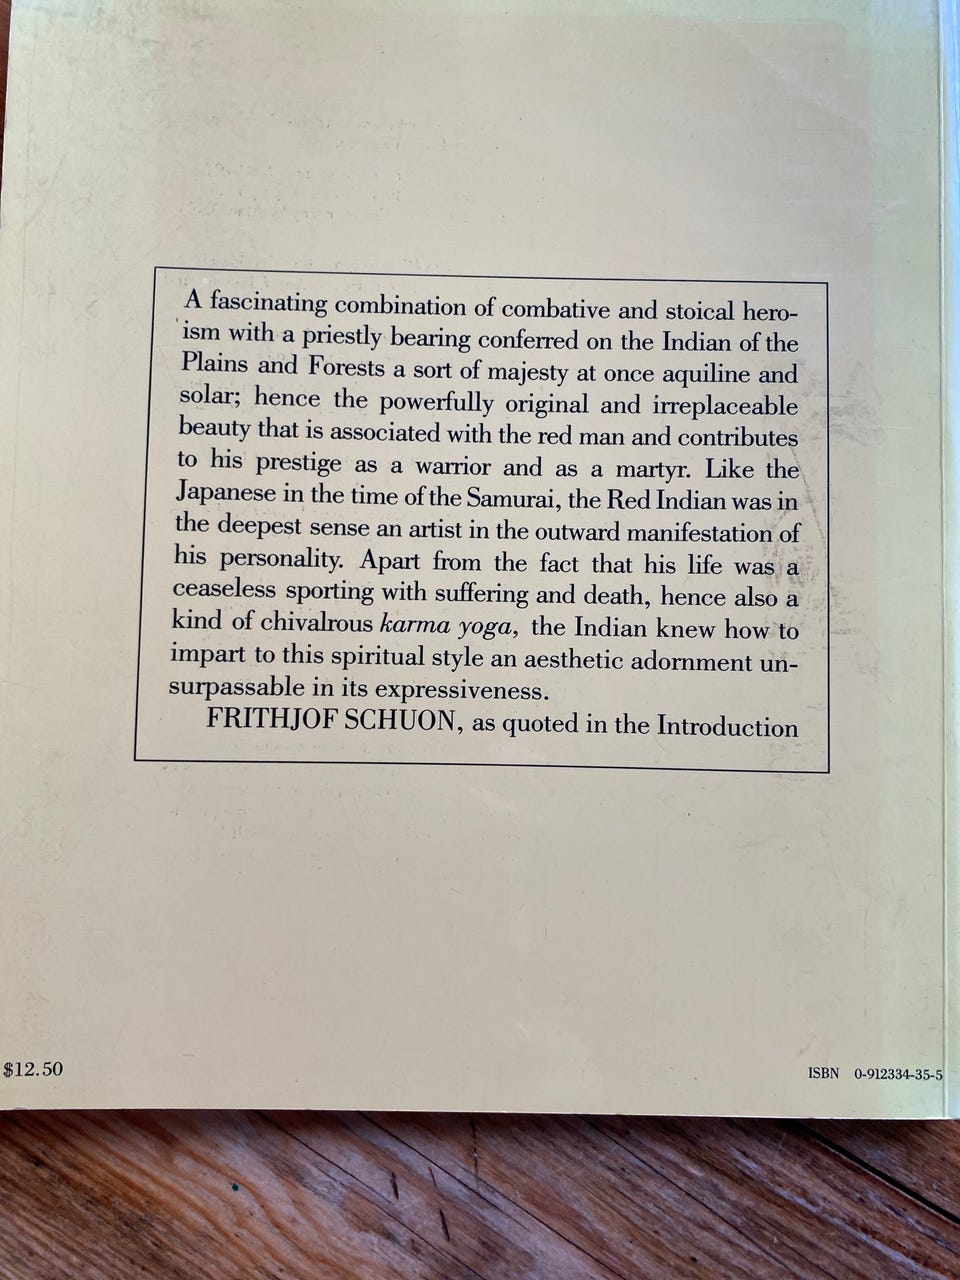 A fascinating combination of combative and stoical hero-
ism with a priestly bearing conferred on the Indian of the
Plains and Forests a sort of majesty at once aquiline and
solar; hence the powerfully original and irreplaceable
beauty that is associated with the red man and contributes
to his prestige as a warrior and as a martyr. Like the
Japanese in the time of the Samurai, the Red Indian was in
the deepest sense an artist in the outward manifestation of
his personality. Apart from the fact that his life was a
ceaseless sporting with suffering and death, hence also a
kind of chivalrous karma yoga, the Indian knew how to
impart to this spiritual style an aesthetic adornment un-
surpassable in its expressiveness.
FRITHJOF SCHUON, as quoted in the Introduction
$12.50
ISBN 0-912334-35-5